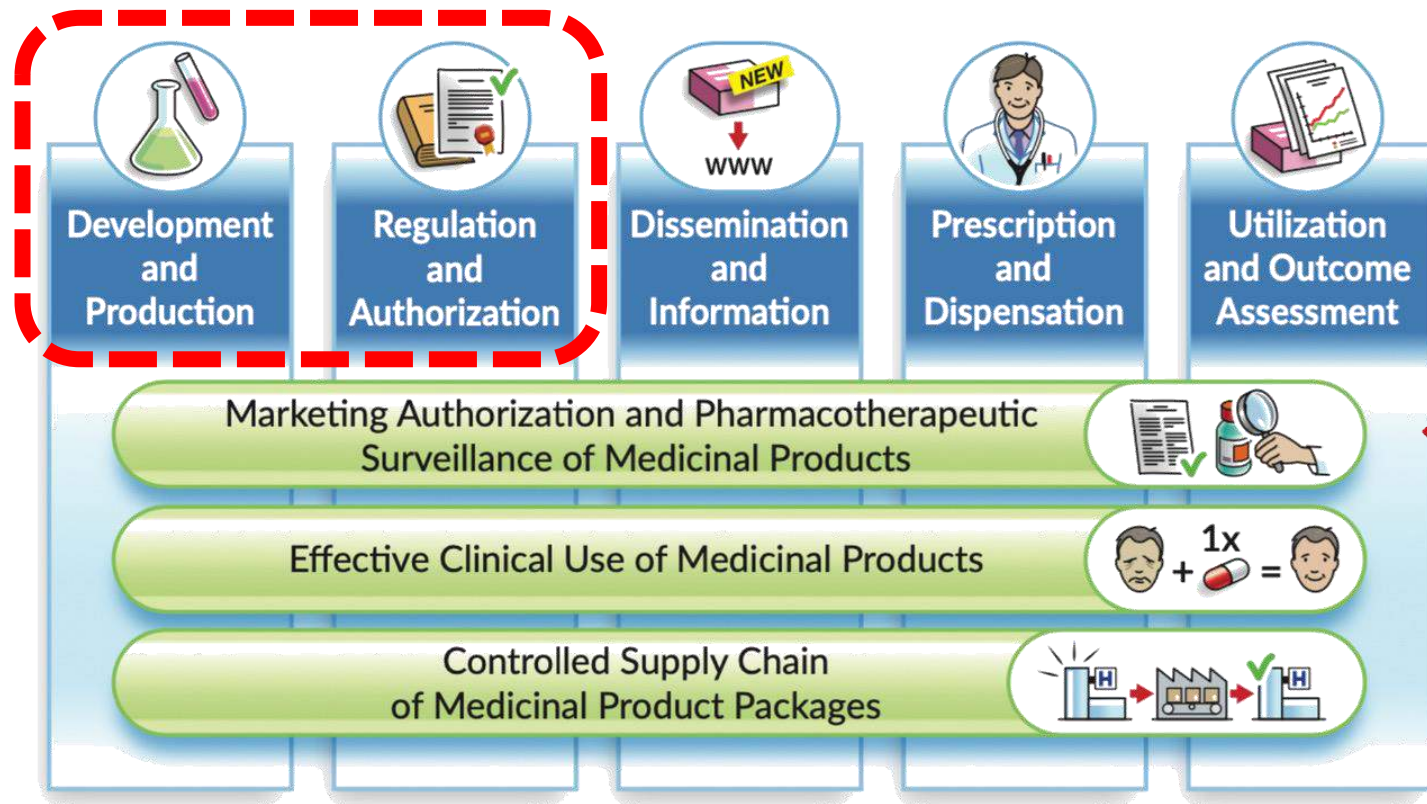 NEW
www
Development
and
Production
Regulation
and
Authorization
Dissemination
and
Information
Prescription
and
Dispensation
Utilization
and Outcome
Assessment
Marketing Authorization and Pharmacotherapeutic
Surveillance of Medicinal Products
Effective Clinical Use of Medicinal Products
1x
+ =
Controlled Supply Chain
of Medicinal Product Packages
H
H